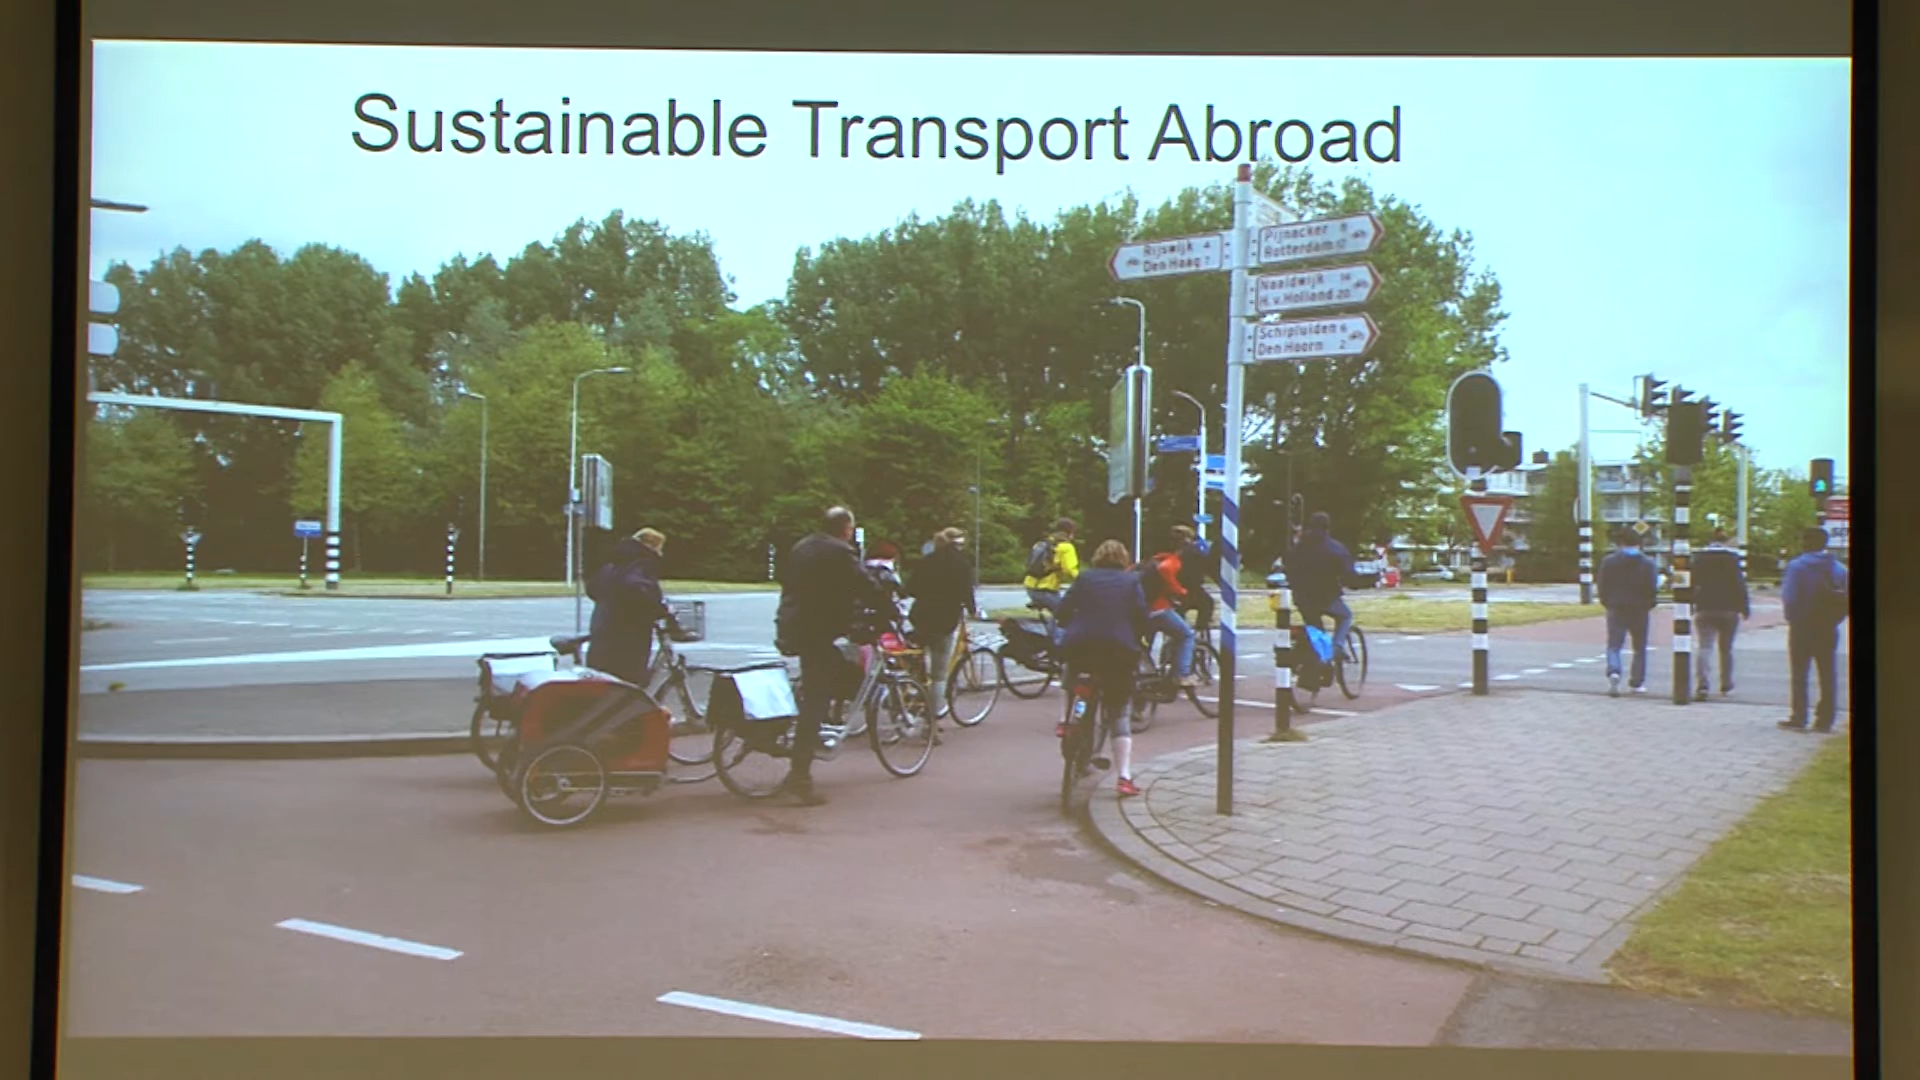 Sustainable Transport Abroad
Rijswijk 4
Den Haag 7
Pijnacker 8
Rotterdam 12
Naaldwijk 14
H. v. Holland 20
Schipluiden 6
Den Hoorn 2